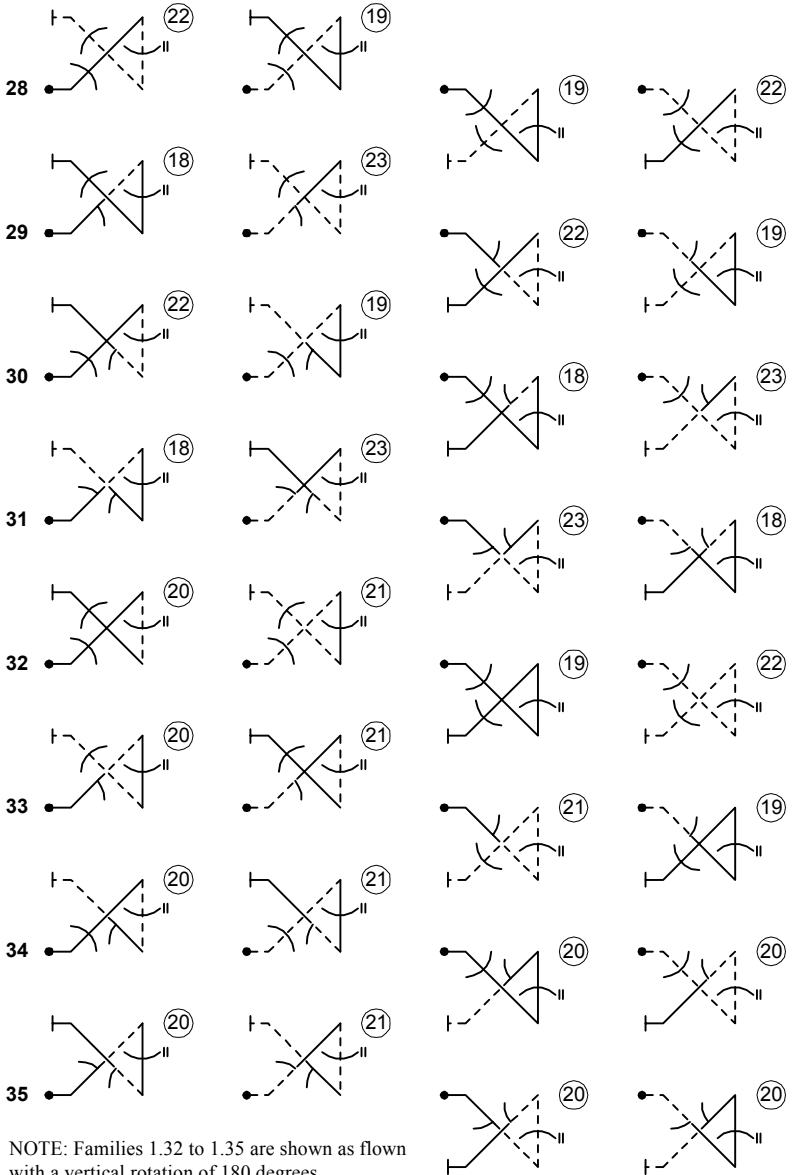 22 19
28 19 22
18 23
29 22 19
22 19
30 18 23
18 23
31 23 18
20 21
32 19 22
20 21
33 21 19
20 21
34 20 20
20 21
35 20 20
NOTE: Families 1.32 to 1.35 are shown as flown
with a vertical rotation of 180 degrees